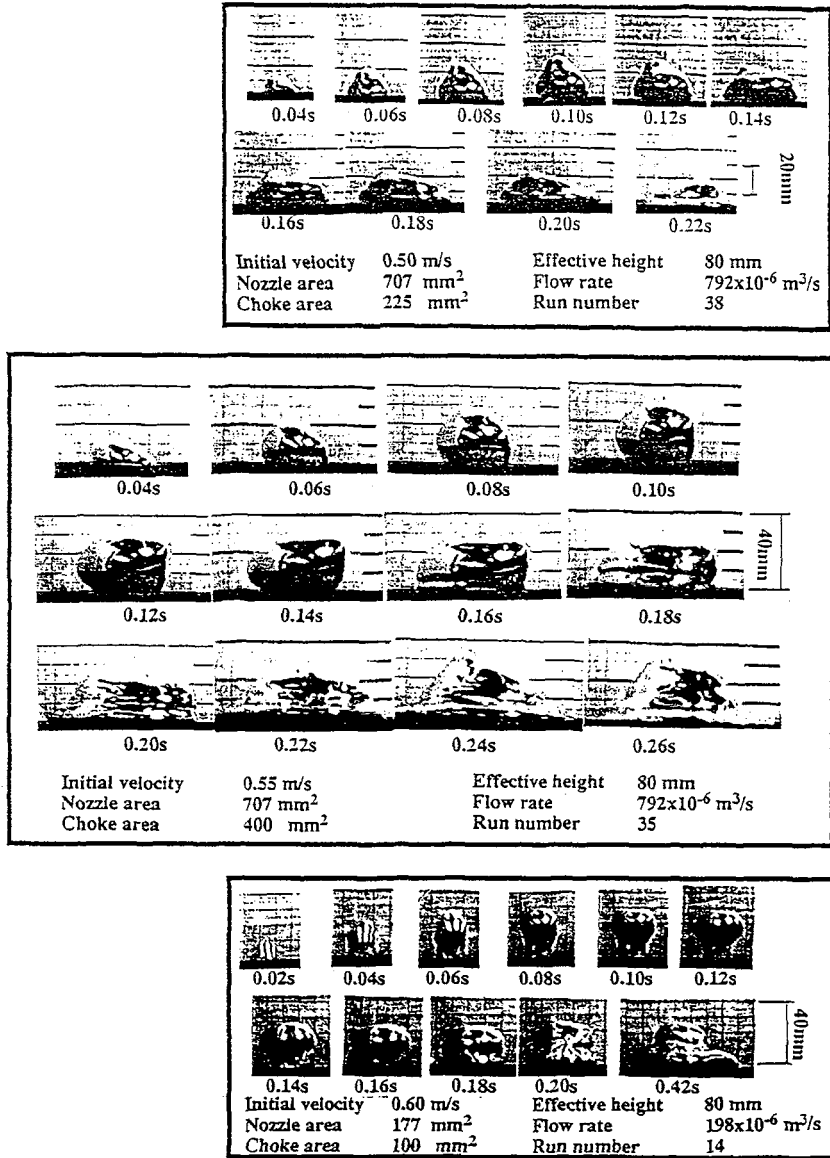 0.04s 0.06s 0.08s 0.10s 0.12s 0.14s
20mm
0.16s 0.18s 0.20s 0.22s
Initial velocity 0.50 m/s Effective height 80 mm
Nozzle area 707 mm² Flow rate 792x10⁻⁶ m³/s
Choke area 225 mm² Run number 38
0.04s 0.06s 0.08s 0.10s
40mm
0.12s 0.14s 0.16s 0.18s
0.20s 0.22s 0.24s 0.26s
Initial velocity 0.55 m/s Effective height 80 mm
Nozzle area 707 mm² Flow rate 792x10⁻⁶ m³/s
Choke area 400 mm² Run number 35
0.02s 0.04s 0.06s 0.08s 0.10s 0.12s
40mm
0.14s 0.16s 0.18s 0.20s 0.42s
Initial velocity 0.60 m/s Effective height 80 mm
Nozzle area 177 mm² Flow rate 198x10⁻⁶ m³/s
Choke area 100 mm² Run number 14